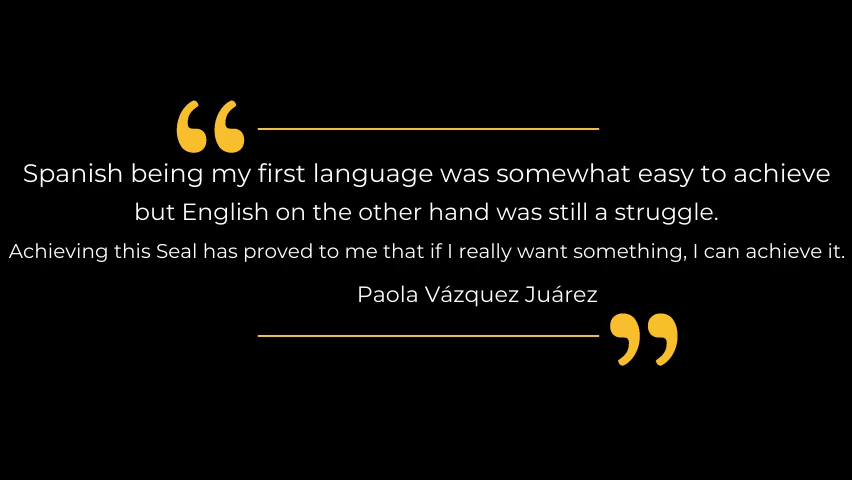 Spanish being my first language was somewhat easy to achieve
but English on the other hand was still a struggle.
Achieving this Seal has proved to me that if I really want something, I can achieve it.
Paola Vázquez Juárez